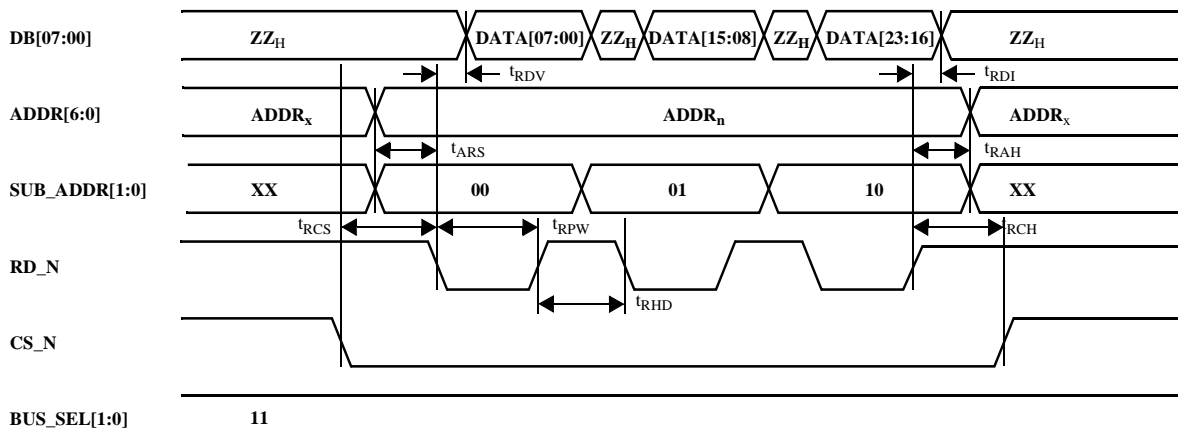 DB[07:00] ZZH DATA[07:00] ZZH DATA[15:08] ZZH DATA[23:16] ZZH
tRDV tRDI
ADDR[6:0] ADDRx ADDRn ADDRx
tARS tRAH
SUB_ADDR[1:0] XX 00 01 10 XX
tRCS tRPW tRCH
RD_N
tRHD
CS_N
BUS_SEL[1:0] 11